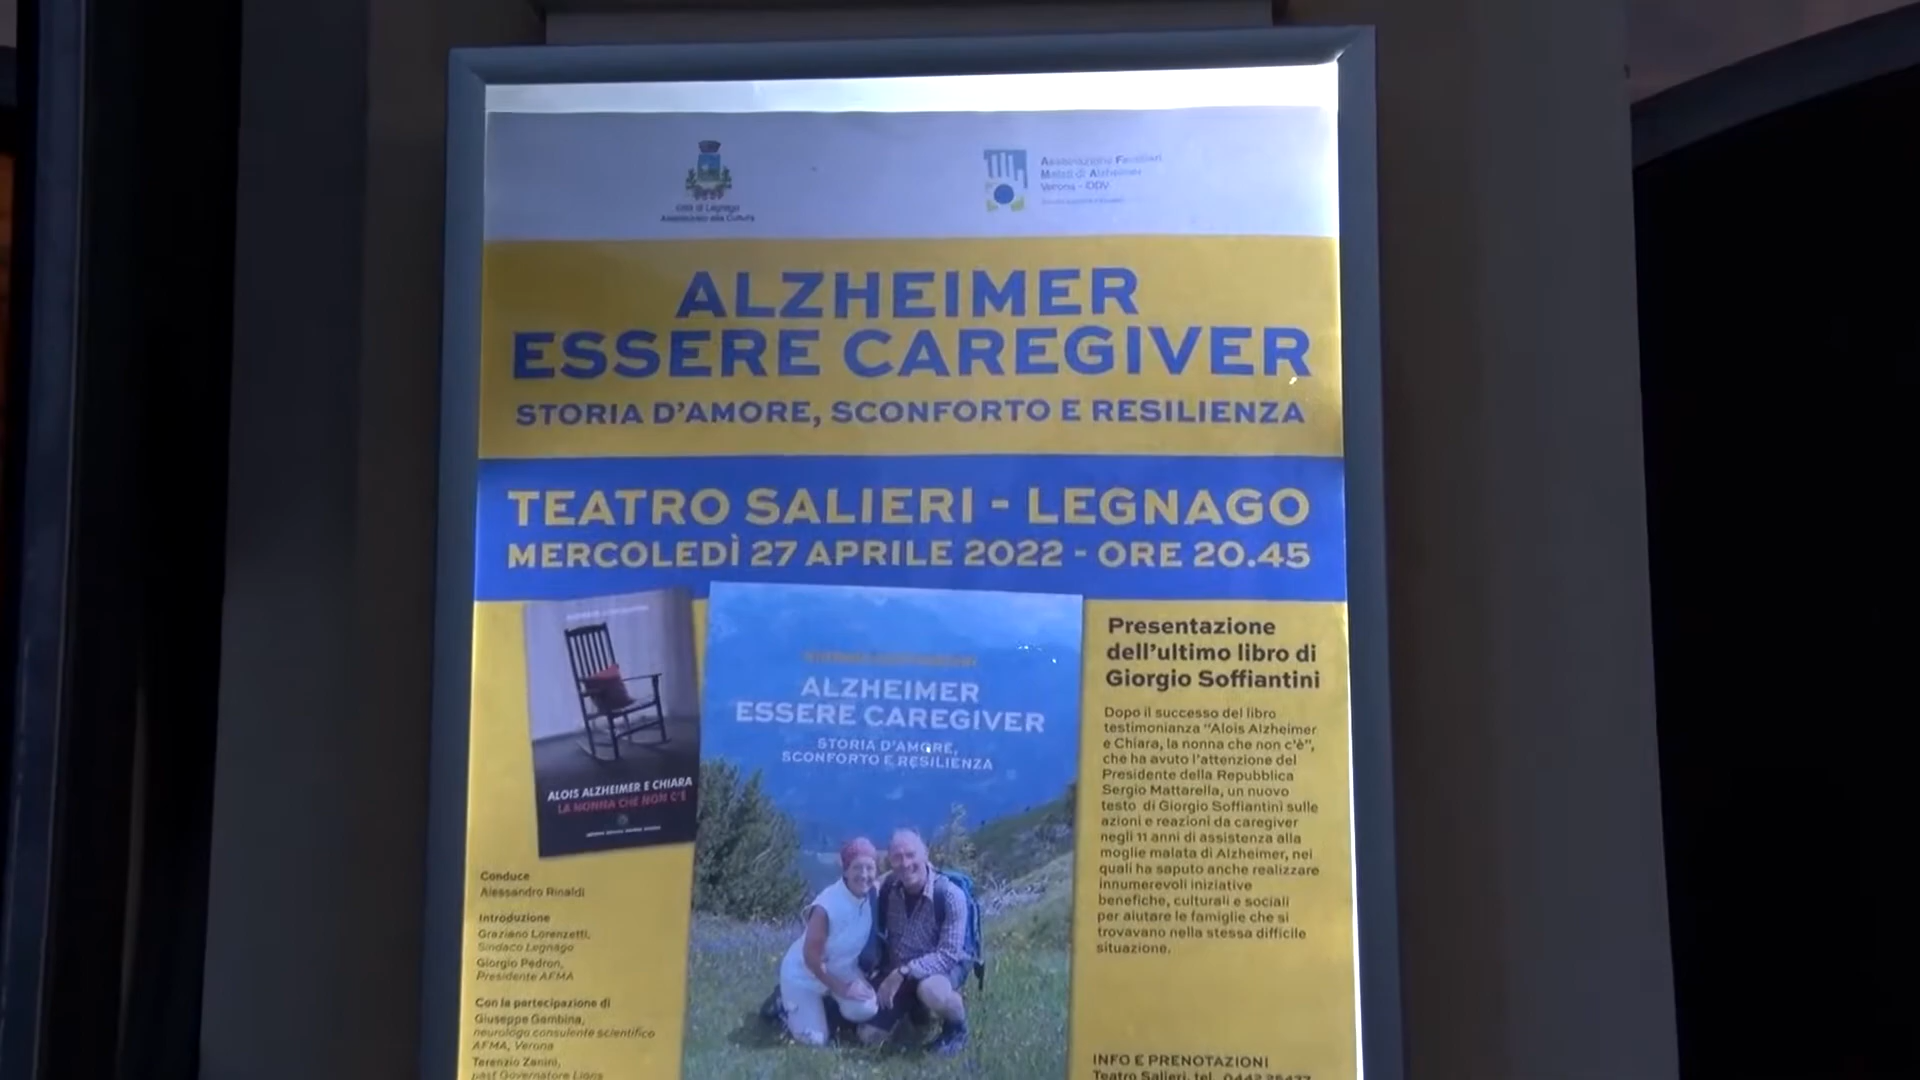 Città di Legnago
Assessorato alla Cultura
Associazione Familiari
Malati di Alzheimer
Verona - ODV
ALZHEIMER
ESSERE CAREGIVER
STORIA D'AMORE, SCONFORTO E RESILIENZA
TEATRO SALIERI - LEGNAGO
MERCOLEDÌ 27 APRILE 2022 - ORE 20.45
ALOIS ALZHEIMER E CHIARA
LA NONNA CHE NON C'È
ALZHEIMER
ESSERE CAREGIVER
STORIA D'AMORE,
SCONFORTO E RESILIENZA
Presentazione
dell'ultimo libro di
Giorgio Soffiantini
Dopo il successo del libro
testimonianza "Alois Alzheimer
e Chiara, la nonna che non c'è",
che ha avuto l'attenzione del
Presidente della Repubblica
Sergio Mattarella, un nuovo
testo di Giorgio Soffiantini sulle
azioni e reazioni da caregiver
negli 11 anni di assistenza alla
moglie malata di Alzheimer, nei
quali ha saputo anche realizzare
innumerevoli iniziative
benefiche, culturali e sociali
per aiutare le famiglie che si
trovavano nella stessa difficile
situazione.
Conduce
Alessandro Rinaldi
Introduzione
Graziano Lorenzetti,
Sindaco Legnago
Giorgio Pedron,
Presidente AFMA
Con la partecipazione di
Giuseppe Gambina,
neurologo consulente scientifico
AFMA, Verona
Terenzio Zanini,
past Governatore Lions
INFO E PRENOTAZIONI
Teatro Salieri, tel.